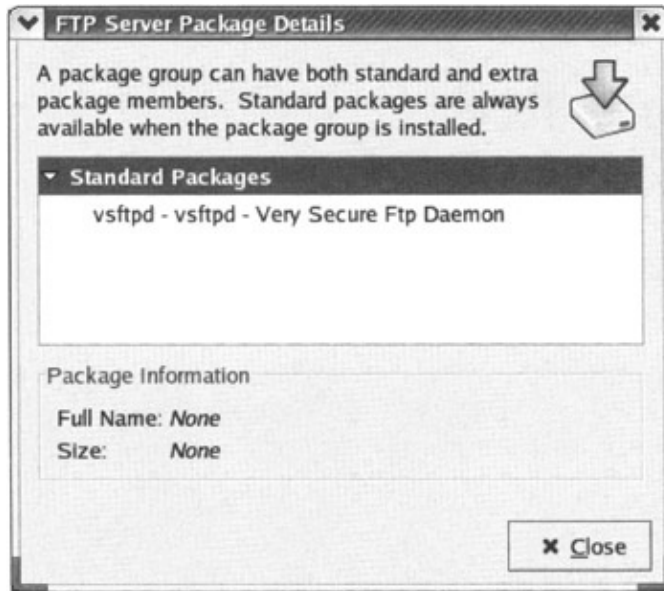 FTP Server Package Details
A package group can have both standard and extra
package members. Standard packages are always
available when the package group is installed.
Standard Packages
vsftpd - vsftpd - Very Secure Ftp Daemon
Package Information
Full Name: None
Size: None
Close